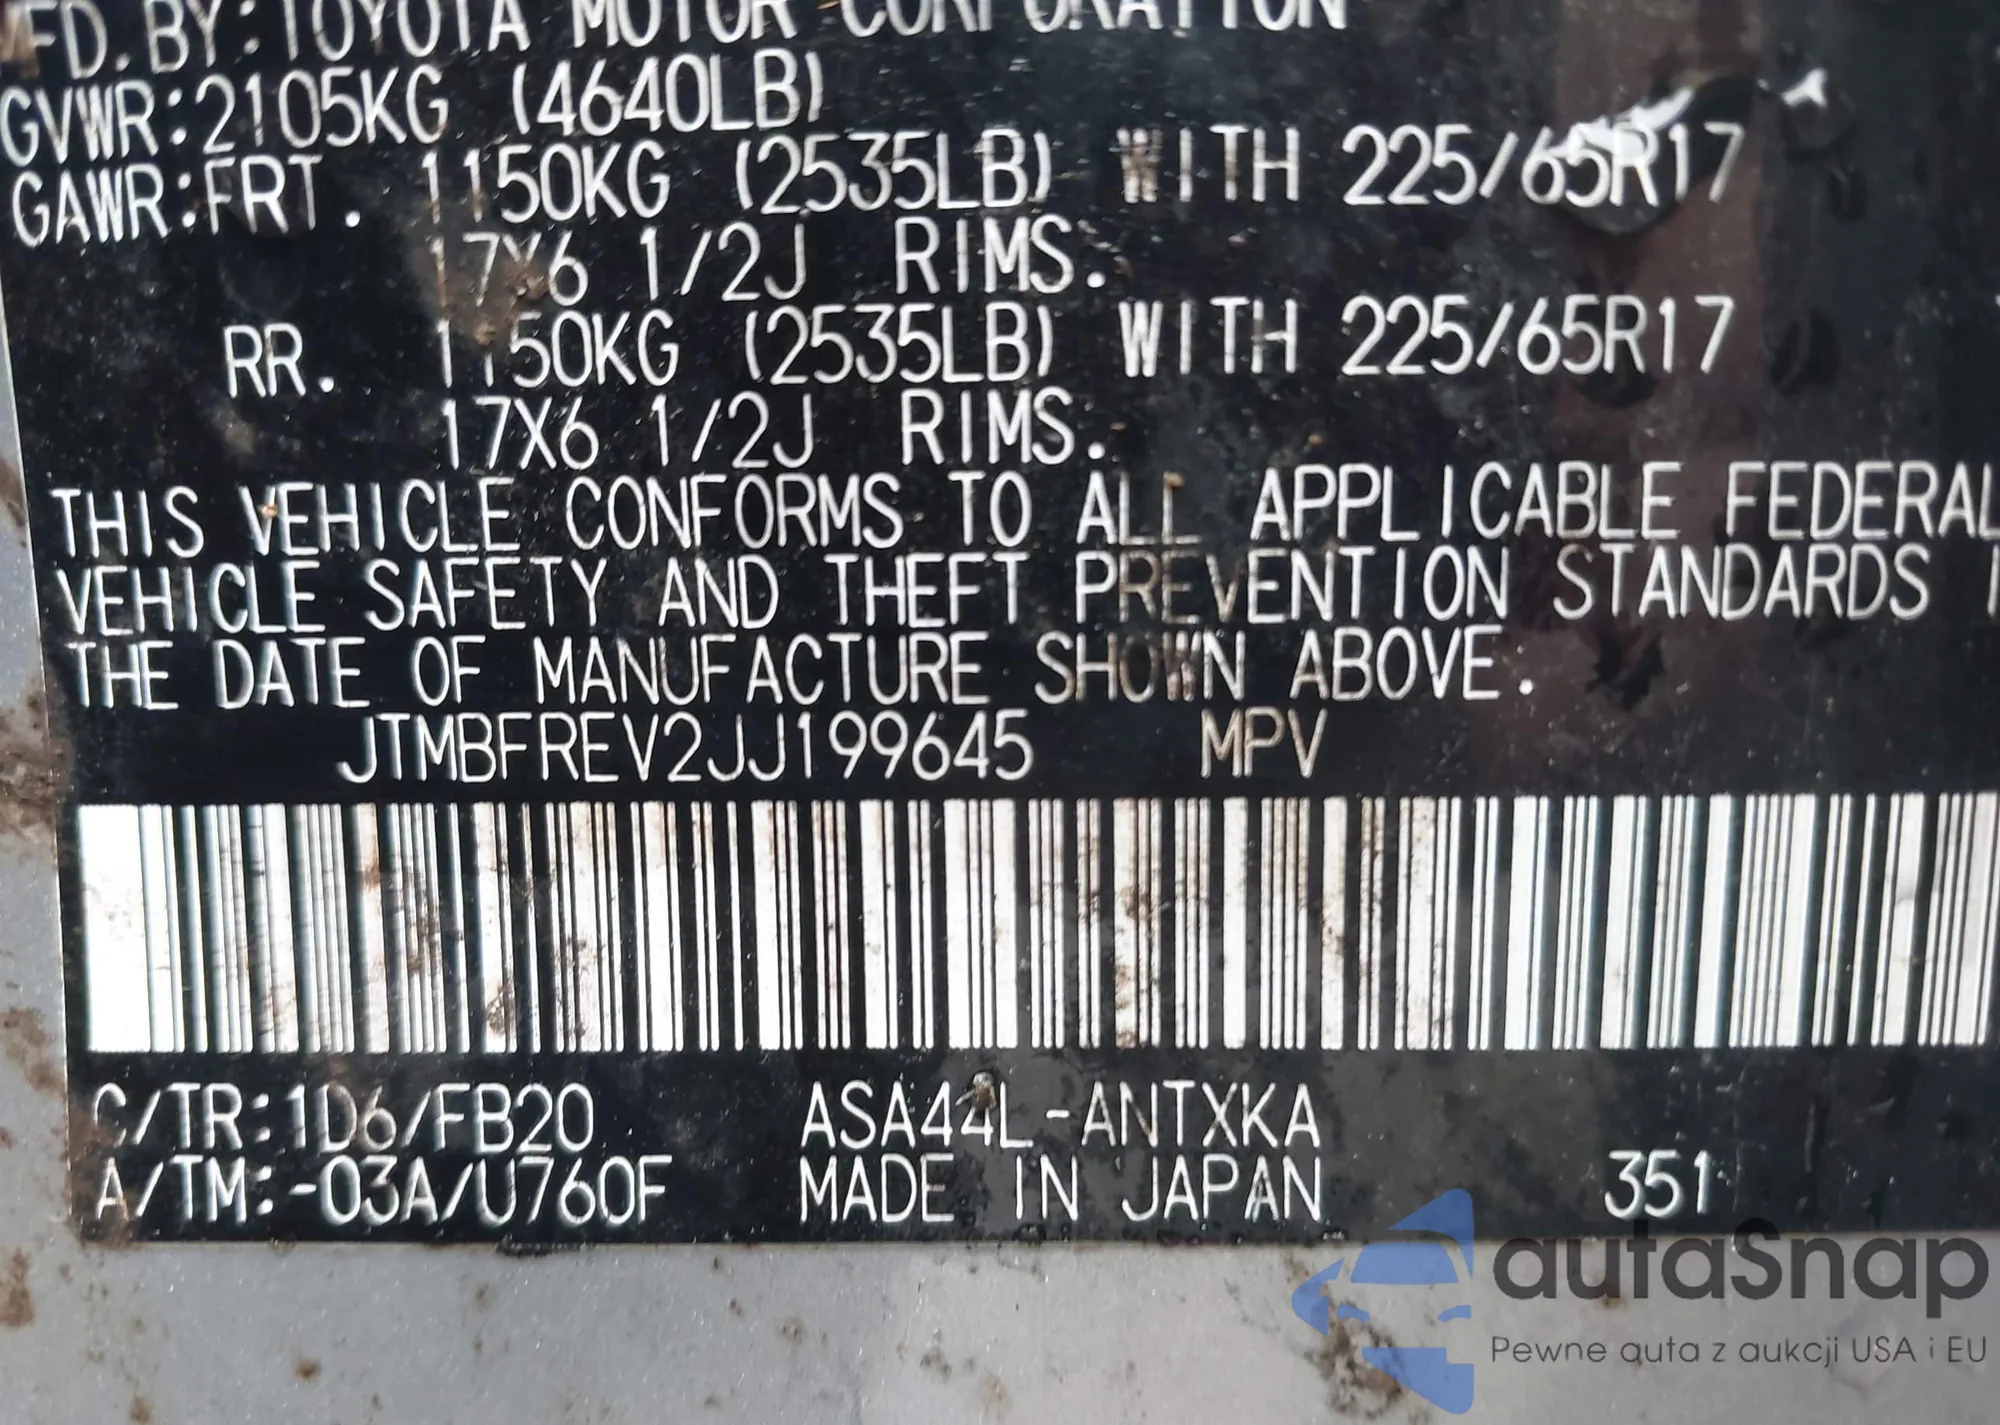 MFD. BY: TOYOTA MOTOR CORPORATION
GVWR: 2105KG (4640LB)
GAWR: FRT. 1150KG (2535LB) WITH 225/65R17
17X6 1/2J RIMS.
RR. 1150KG (2535LB) WITH 225/65R17
17X6 1/2J RIMS.
THIS VEHICLE CONFORMS TO ALL APPLICABLE FEDERAL
VEHICLE SAFETY AND THEFT PREVENTION STANDARDS
THE DATE OF MANUFACTURE SHOWN ABOVE.
JTMBFREV2JJ199645 MPV
C/TR: 1D6/FB20 ASA44L-ANTXKA
A/TM: -03A/U760F MADE IN JAPAN 351
autaSnap
Pewne auta z aukcji USA i EU